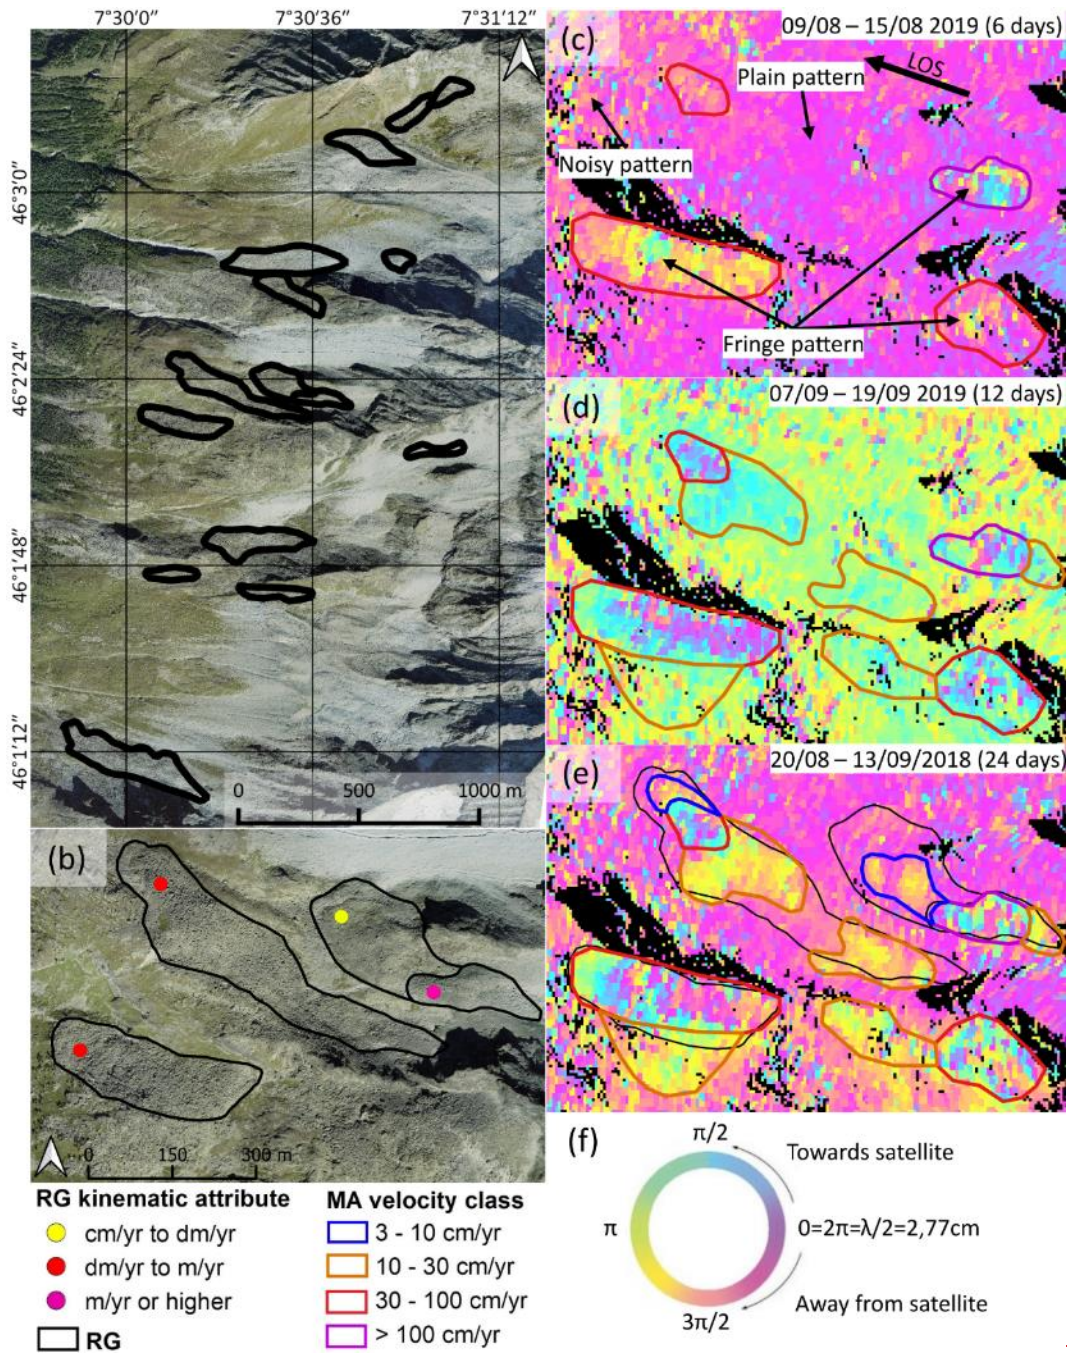 7°30'0"
7°30'36"
7°31'12"
46°3'0"
46°2'24"
46°1'48"
46°1'12"
0 500 1000 m
(b)
0 150 300 m
RG kinematic attribute
cm/yr to dm/yr
dm/yr to m/yr
m/yr or higher
RG
MA velocity class
3 - 10 cm/yr
10 - 30 cm/yr
30 - 100 cm/yr
> 100 cm/yr
(c)
09/08 – 15/08 2019 (6 days)
LOS
Plain pattern
Noisy pattern
Fringe pattern
(d)
07/09 – 19/09 2019 (12 days)
(e)
20/08 – 13/09/2018 (24 days)
(f)
π/2
Towards satellite
π
0=2π=λ/2=2,77cm
3π/2
Away from satellite